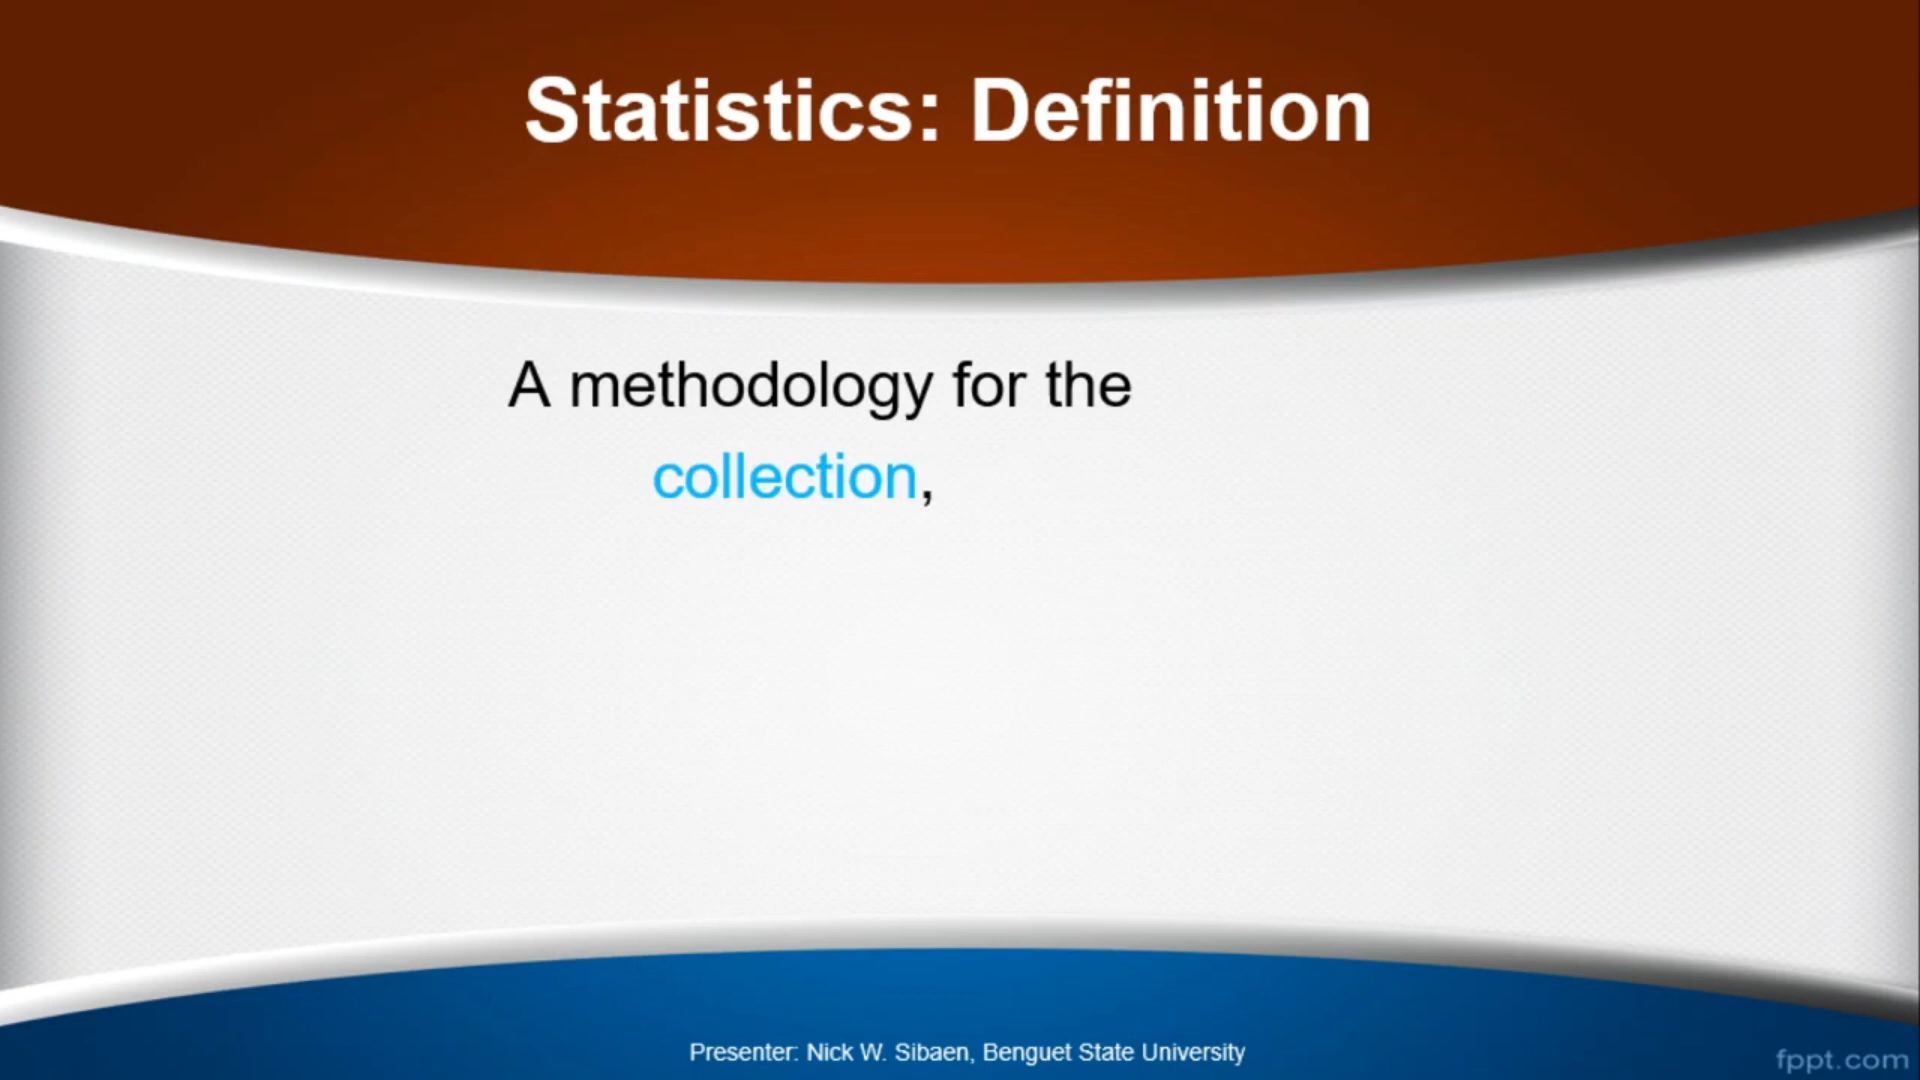 Statistics: Definition
A methodology for the
collection,
Presenter: Nick W. Sibaen, Benguet State University
fppt.com